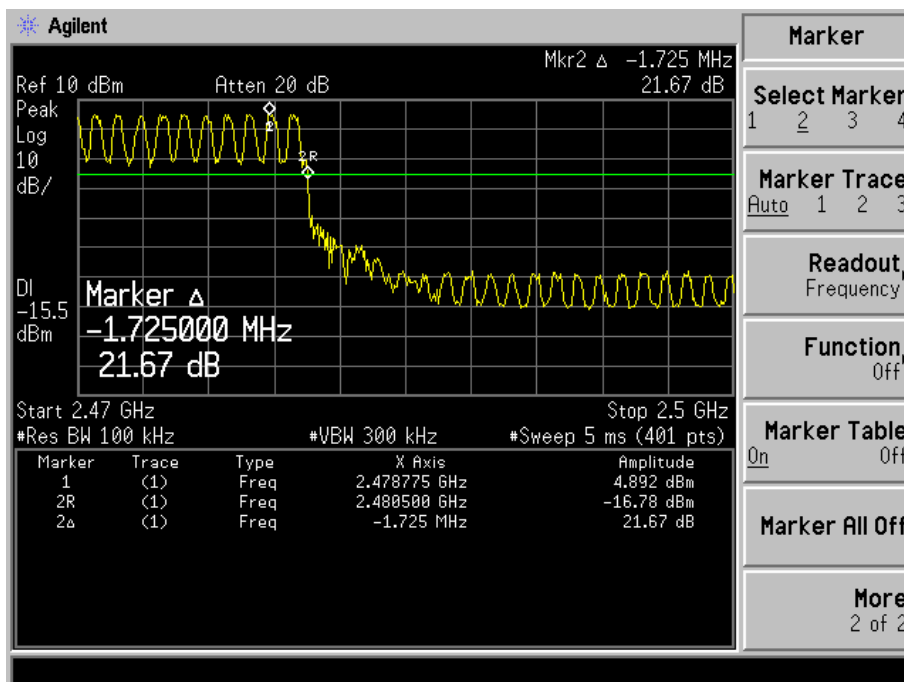 Agilent
Mkr2 Δ -1.725 MHz
Ref 10 dBm Atten 20 dB 21.67 dB
Peak
Log
10
dB/
2
2R
DI
-15.5
dBm
Marker Δ
-1.725000 MHz
21.67 dB
Start 2.47 GHz Stop 2.5 GHz
#Res BW 100 kHz #VBW 300 kHz #Sweep 5 ms (401 pts)
Marker Trace Type X Axis Amplitude
1 (1) Freq 2.478775 GHz 4.892 dBm
2R (1) Freq 2.480500 GHz -16.78 dBm
2Δ (1) Freq -1.725 MHz 21.67 dB
Marker
Select Marker
1 2 3 4
Marker Trace
Auto 1 2 3
Readout
Frequency
Function
Off
Marker Table
On Off
Marker All Off
More
2 of 2